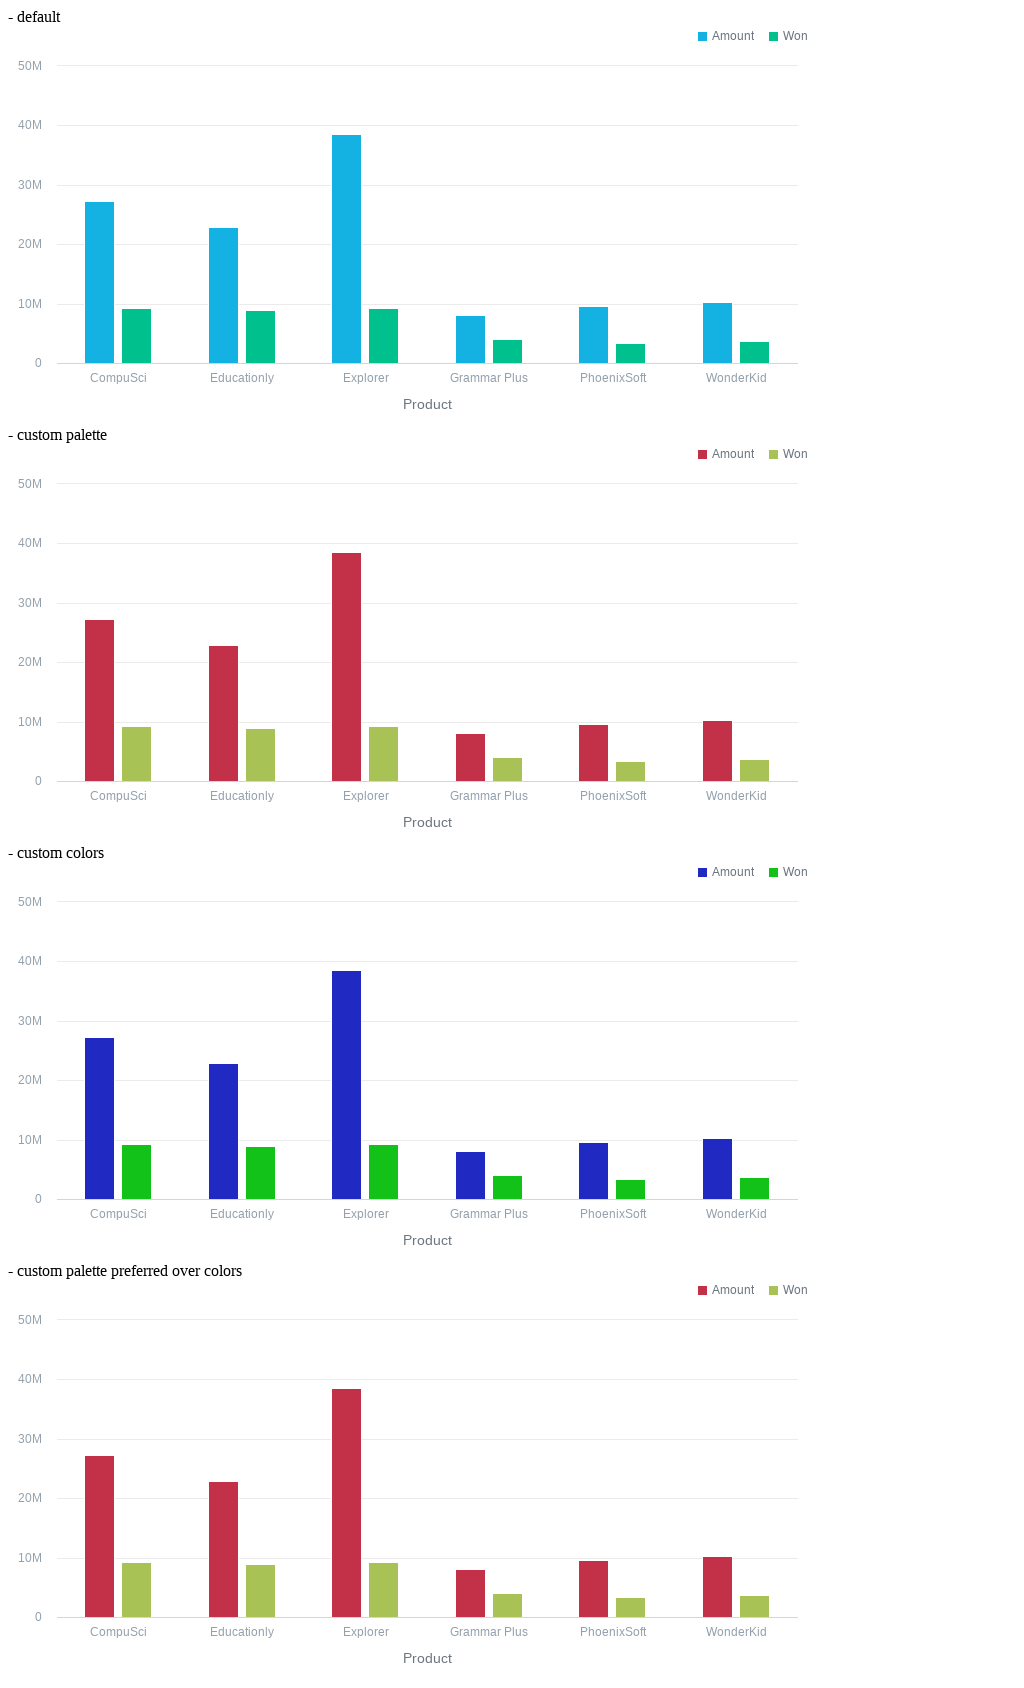 - default
Amount Won
50M
40M
30M
20M
10M
0
CompuSci Educationly Explorer Grammar Plus PhoenixSoft WonderKid
Product
- custom palette
Amount Won
50M
40M
30M
20M
10M
0
CompuSci Educationly Explorer Grammar Plus PhoenixSoft WonderKid
Product
- custom colors
Amount Won
50M
40M
30M
20M
10M
0
CompuSci Educationly Explorer Grammar Plus PhoenixSoft WonderKid
Product
- custom palette preferred over colors
Amount Won
50M
40M
30M
20M
10M
0
CompuSci Educationly Explorer Grammar Plus PhoenixSoft WonderKid
Product